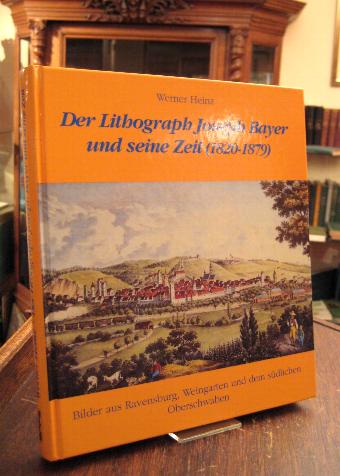 Werner Heinz
Der Lithograph Joseph Bayer
und seine Zeit (1820-1879)
Bilder aus Ravensburg, Weingarten und dem südlichen
Oberschwaben